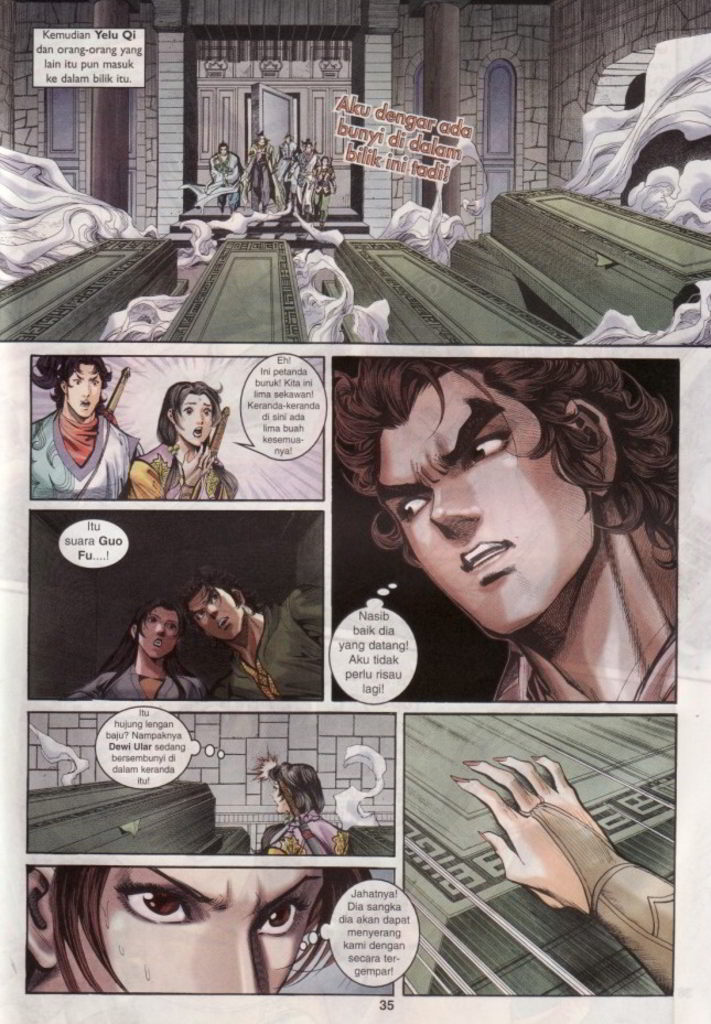 Kemudian Yelu Qi
dan orang-orang yang
lain itu pun masuk
ke dalam bilik itu.
Aku dengar ada
bunyi di dalam
bilik ini tadi!
Eh!
Ini petanda
buruk! Kita ini
lima sekawan!
Keranda-keranda
di sini ada
lima buah
kesemua-
nya!
Itu
suara Guo
Fu....!
Nasib
baik dia
yang datang!
Aku tidak
perlu risau
lagi!
Itu
hujung lengan
baju? Nampaknya
Dewi Ular sedang
bersembunyi di
dalam keranda
itu!
Jahatnya!
Dia sangka
dia akan dapat
menyerang
kami dengan
secara ter-
gempar!
35